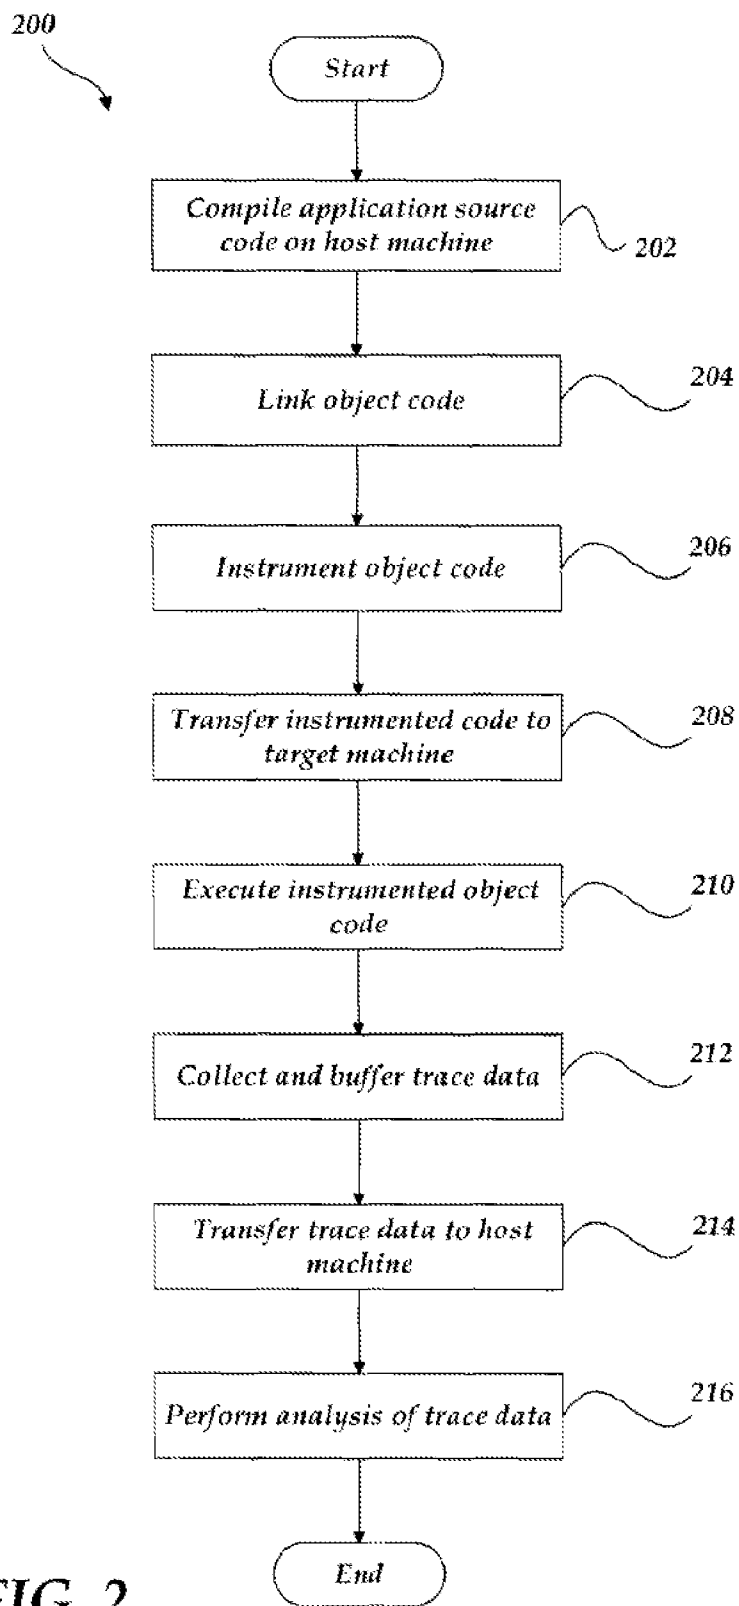 200
Start
Compile application source
code on host machine
202
Link object code
204
Instrument object code
206
Transfer instrumented code to
target machine
208
Execute instrumented object
code
210
Collect and buffer trace data
212
Transfer trace data to host
machine
214
Perform analysis of trace data
216
End
FIG. 2